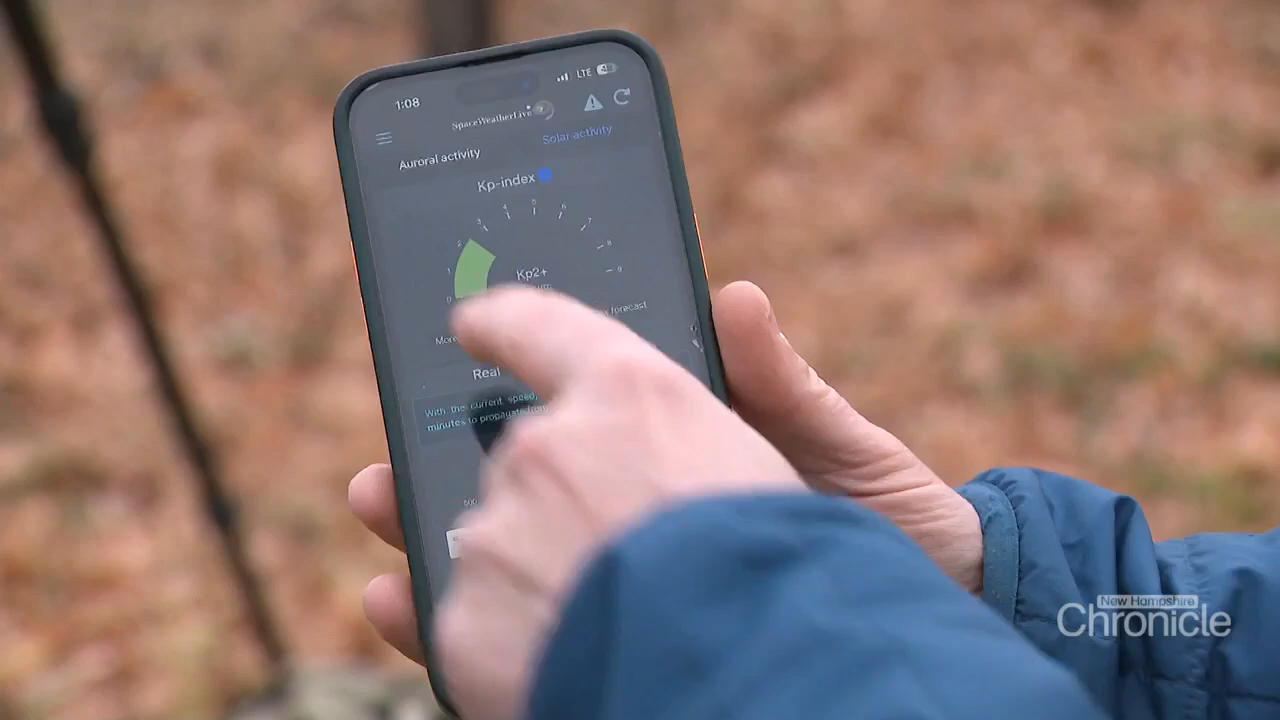 1:08
LTE
SpaceWeatherLive
Auroral activity
Solar activity
Kp-index
0 1 2 3 4 5 6 7 8 9
Kp2+
forecast
More
Real
With the current speed,
minutes to propagate from
New Hampshire
Chronicle